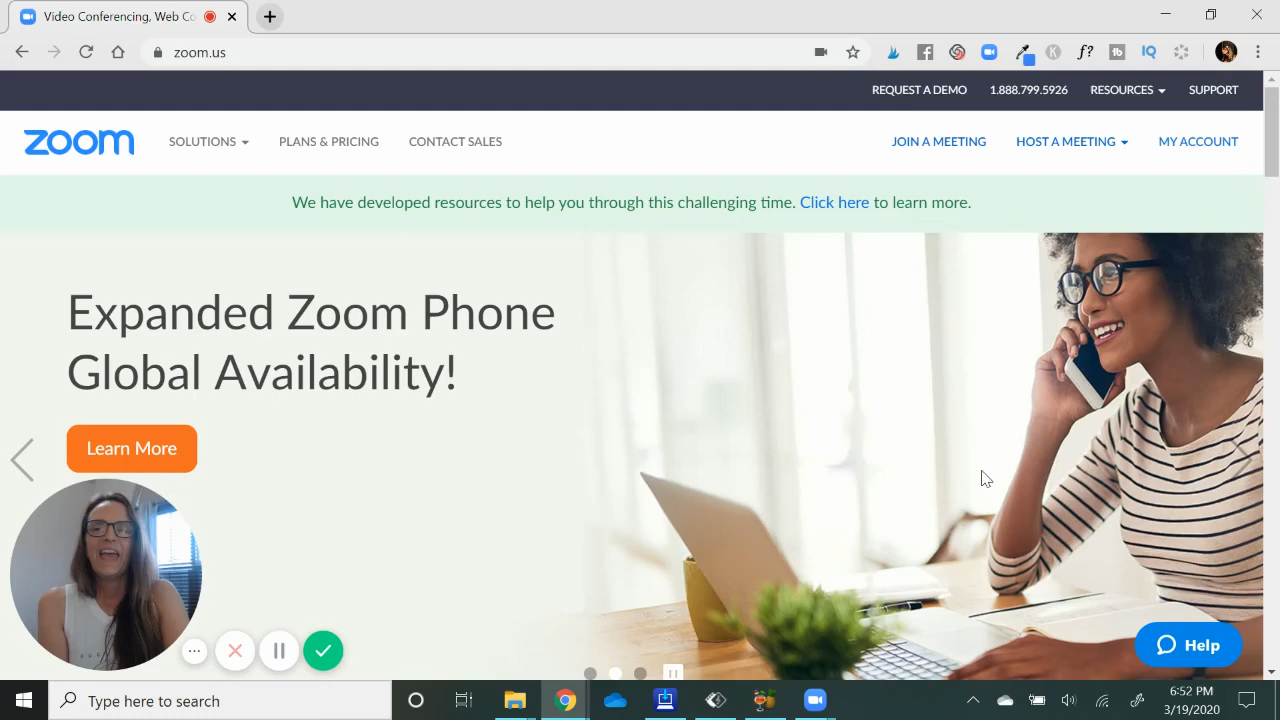 Video Conferencing, Web Co
zoom.us
f?
tb
IQ
REQUEST A DEMO 1.888.799.5926 RESOURCES SUPPORT
zoom SOLUTIONS PLANS & PRICING CONTACT SALES JOIN A MEETING HOST A MEETING MY ACCOUNT
We have developed resources to help you through this challenging time. Click here to learn more.
Expanded Zoom Phone
Global Availability!
Learn More
Help
Type here to search
6:52 PM
3/19/2020